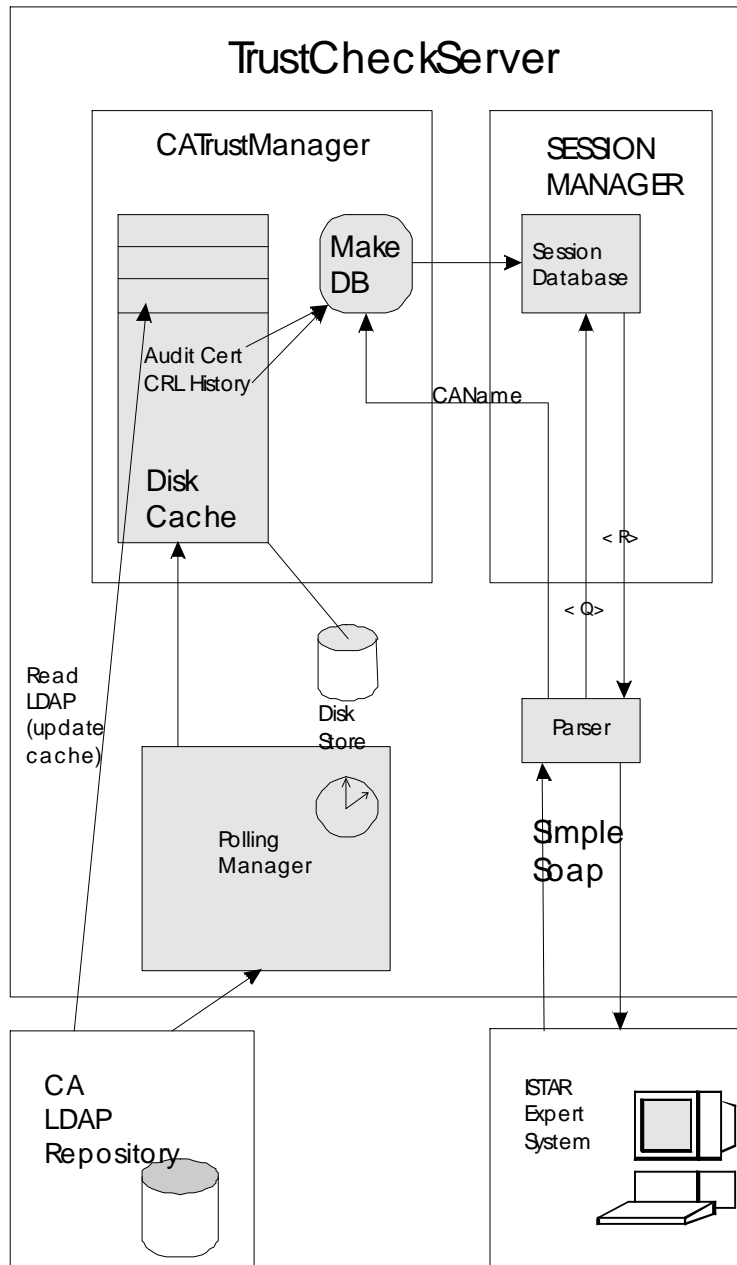 TrustCheckServer
CATrustManager
SESSION
MANAGER
Make
DB
Session
Database
Audit Cert
CRL History
CAName
Disk
Cache
< R>
< Q>
Read
LDAP
(update
cache)
Disk
Store
Parser
Polling
Manager
Simple
Soap
CA
LDAP
Repository
ISTAR
Expert
System